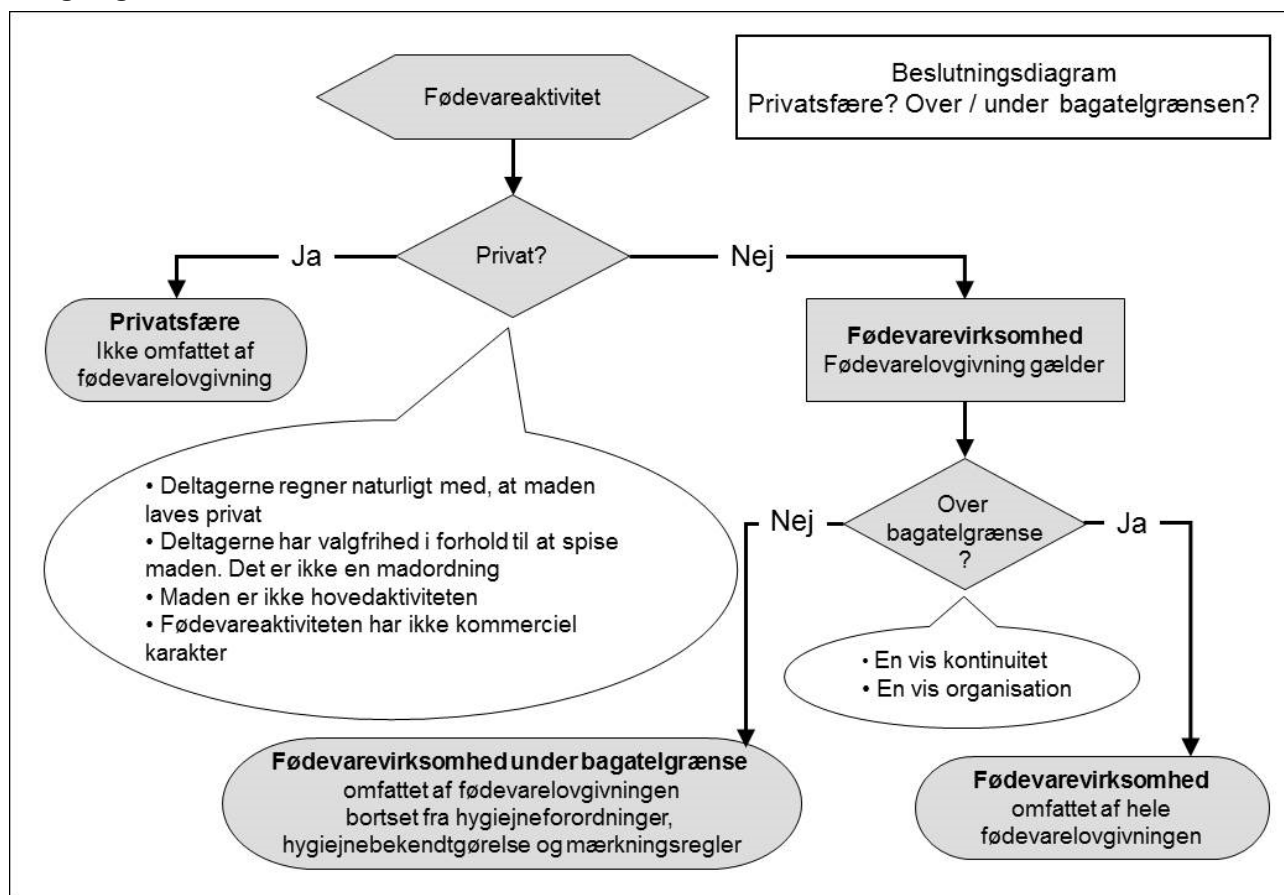 Beslutningsdiagram
Privatsfære? Over / under bagatelgrænsen?
Fødevareaktivitet
Privat?
Ja
Nej
Privatsfære
Ikke omfattet af
fødevarelovgivning
Fødevarevirksomhed
Fødevarelovgivning gælder
• Deltagerne regner naturligt med, at maden
laves privat
• Deltagerne har valgfrihed i forhold til at spise
maden. Det er ikke en madordning
• Maden er ikke hovedaktiviteten
• Fødevareaktiviteten har ikke kommerciel
karakter
Over
bagatelgrænse
?
Nej
Ja
• En vis kontinuitet
• En vis organisation
Fødevarevirksomhed under bagatelgrænse
omfattet af fødevarelovgivningen
bortset fra hygiejneforordninger,
hygiejnebekendtgørelse og mærkningsregler
Fødevarevirksomhed
omfattet af hele
fødevarelovgivningen